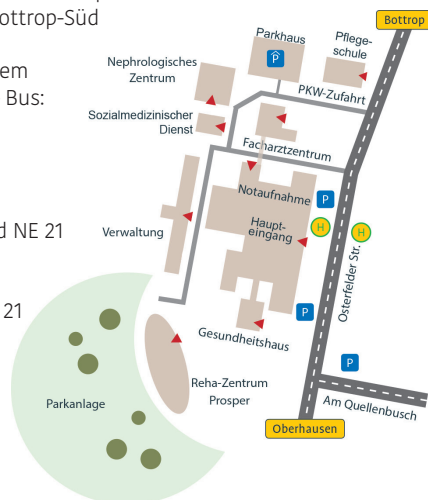 ottrop-Süd
em
Bus:
d NE 21
21
Bottrop
Parkhaus
P
Pflege-
schule
Nephrologisches
Zentrum
PKW-Zufahrt
Sozialmedizinischer
Dienst
Facharztzentrum
Notaufnahme
P
Verwaltung
Haupt-
eingang
H
H
Osterfelder Str.
P
Gesundheitshaus
P
Reha-Zentrum
Prosper
Parkanlage
Am Quellenbusch
Oberhausen